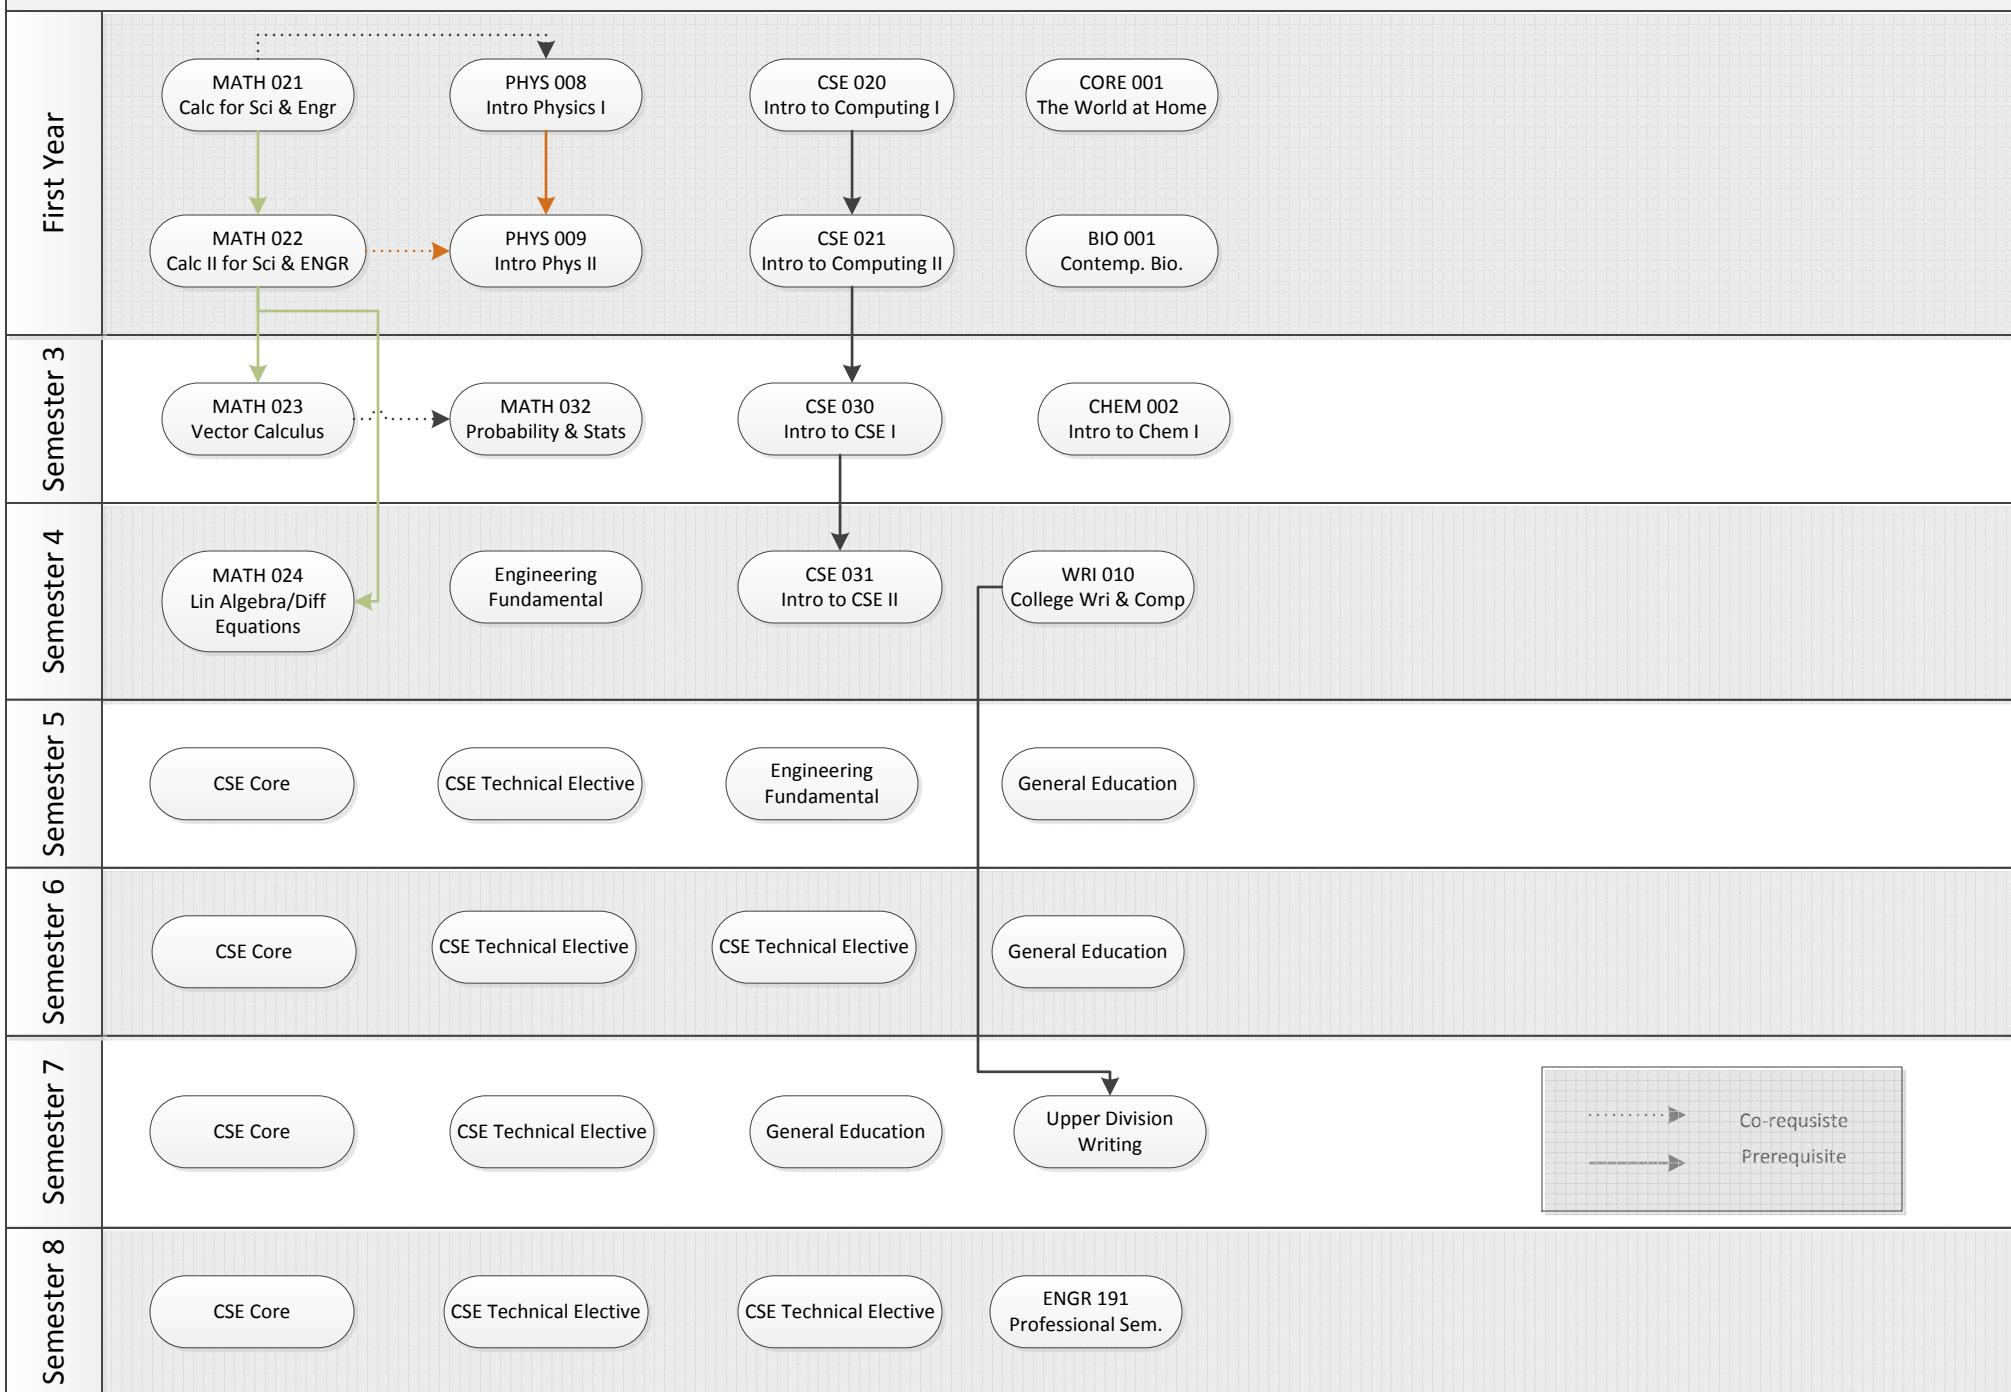 First Year
MATH 021
Calc for Sci & Engr
PHYS 008
Intro Physics I
CSE 020
Intro to Computing I
CORE 001
The World at Home
MATH 022
Calc II for Sci & ENGR
PHYS 009
Intro Phys II
CSE 021
Intro to Computing II
BIO 001
Contemp. Bio.
Semester 3
MATH 023
Vector Calculus
MATH 032
Probability & Stats
CSE 030
Intro to CSE I
CHEM 002
Intro to Chem I
Semester 4
MATH 024
Lin Algebra/Diff
Equations
Engineering
Fundamental
CSE 031
Intro to CSE II
WRI 010
College Wri & Comp
Semester 5
CSE Core
CSE Technical Elective
Engineering
Fundamental
General Education
Semester 6
CSE Core
CSE Technical Elective
CSE Technical Elective
General Education
Semester 7
CSE Core
CSE Technical Elective
General Education
Upper Division
Writing
Co-requsiste
Prerequisite
Semester 8
CSE Core
CSE Technical Elective
CSE Technical Elective
ENGR 191
Professional Sem.